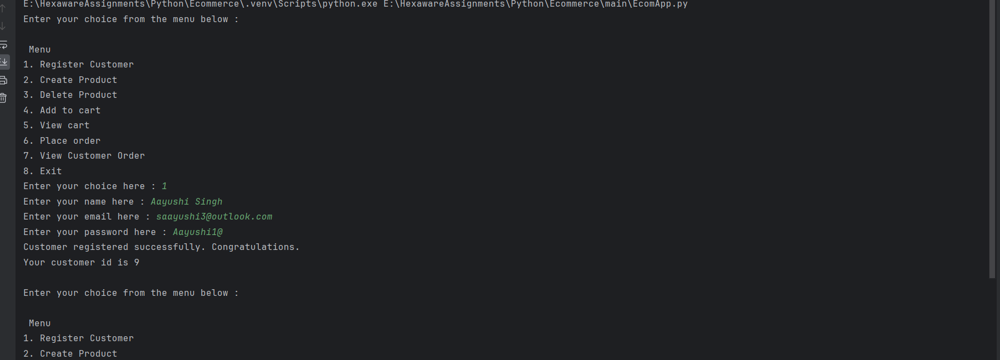 E:\HexawareAssignments\Python\Ecommerce\.venv\Scripts\python.exe E:\HexawareAssignments\Python\Ecommerce\main\EcomApp.py
Enter your choice from the menu below :
Menu
1. Register Customer
2. Create Product
3. Delete Product
4. Add to cart
5. View cart
6. Place order
7. View Customer Order
8. Exit
Enter your choice here : 1
Enter your name here : Aayushi Singh
Enter your email here : saayushi3@outlook.com
Enter your password here : Aayushi1@
Customer registered successfully. Congratulations.
Your customer id is 9
Enter your choice from the menu below :
Menu
1. Register Customer
2. Create Product